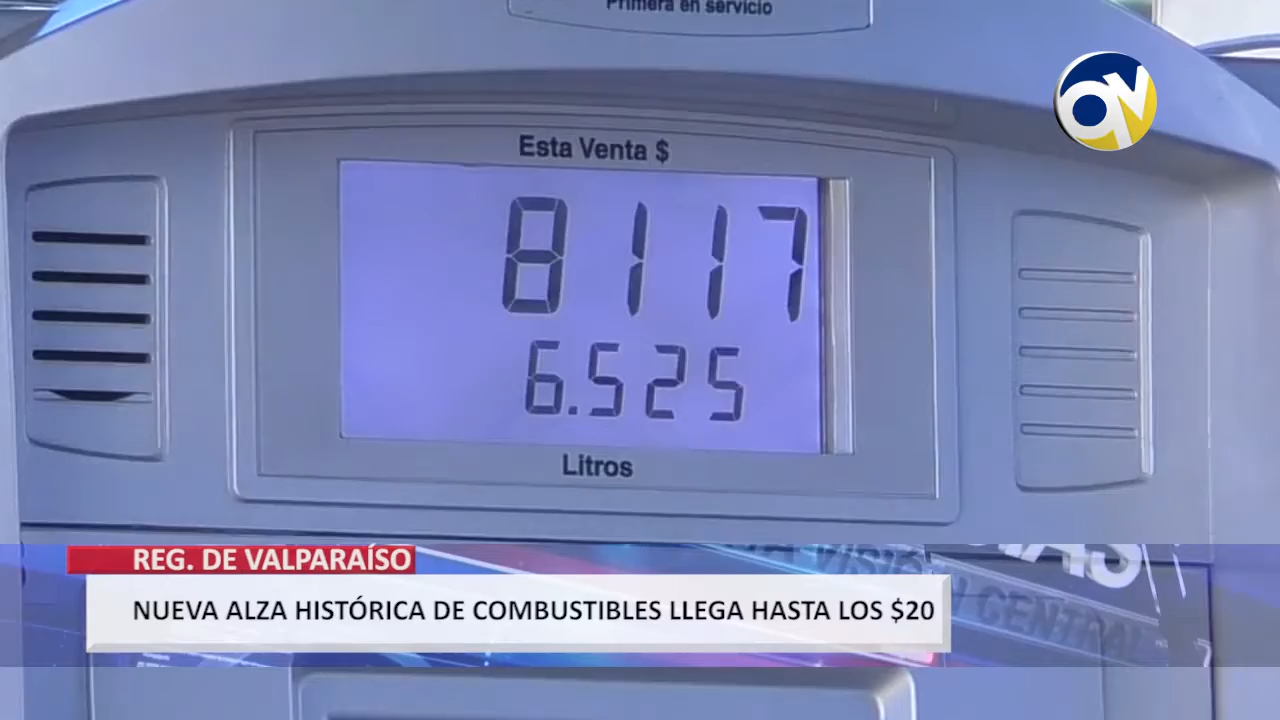 Primera en servicio
Esta Venta $
8117
6.525
Litros
REG. DE VALPARAÍSO
NUEVA ALZA HISTÓRICA DE COMBUSTIBLES LLEGA HASTA LOS $20
CENTRAL